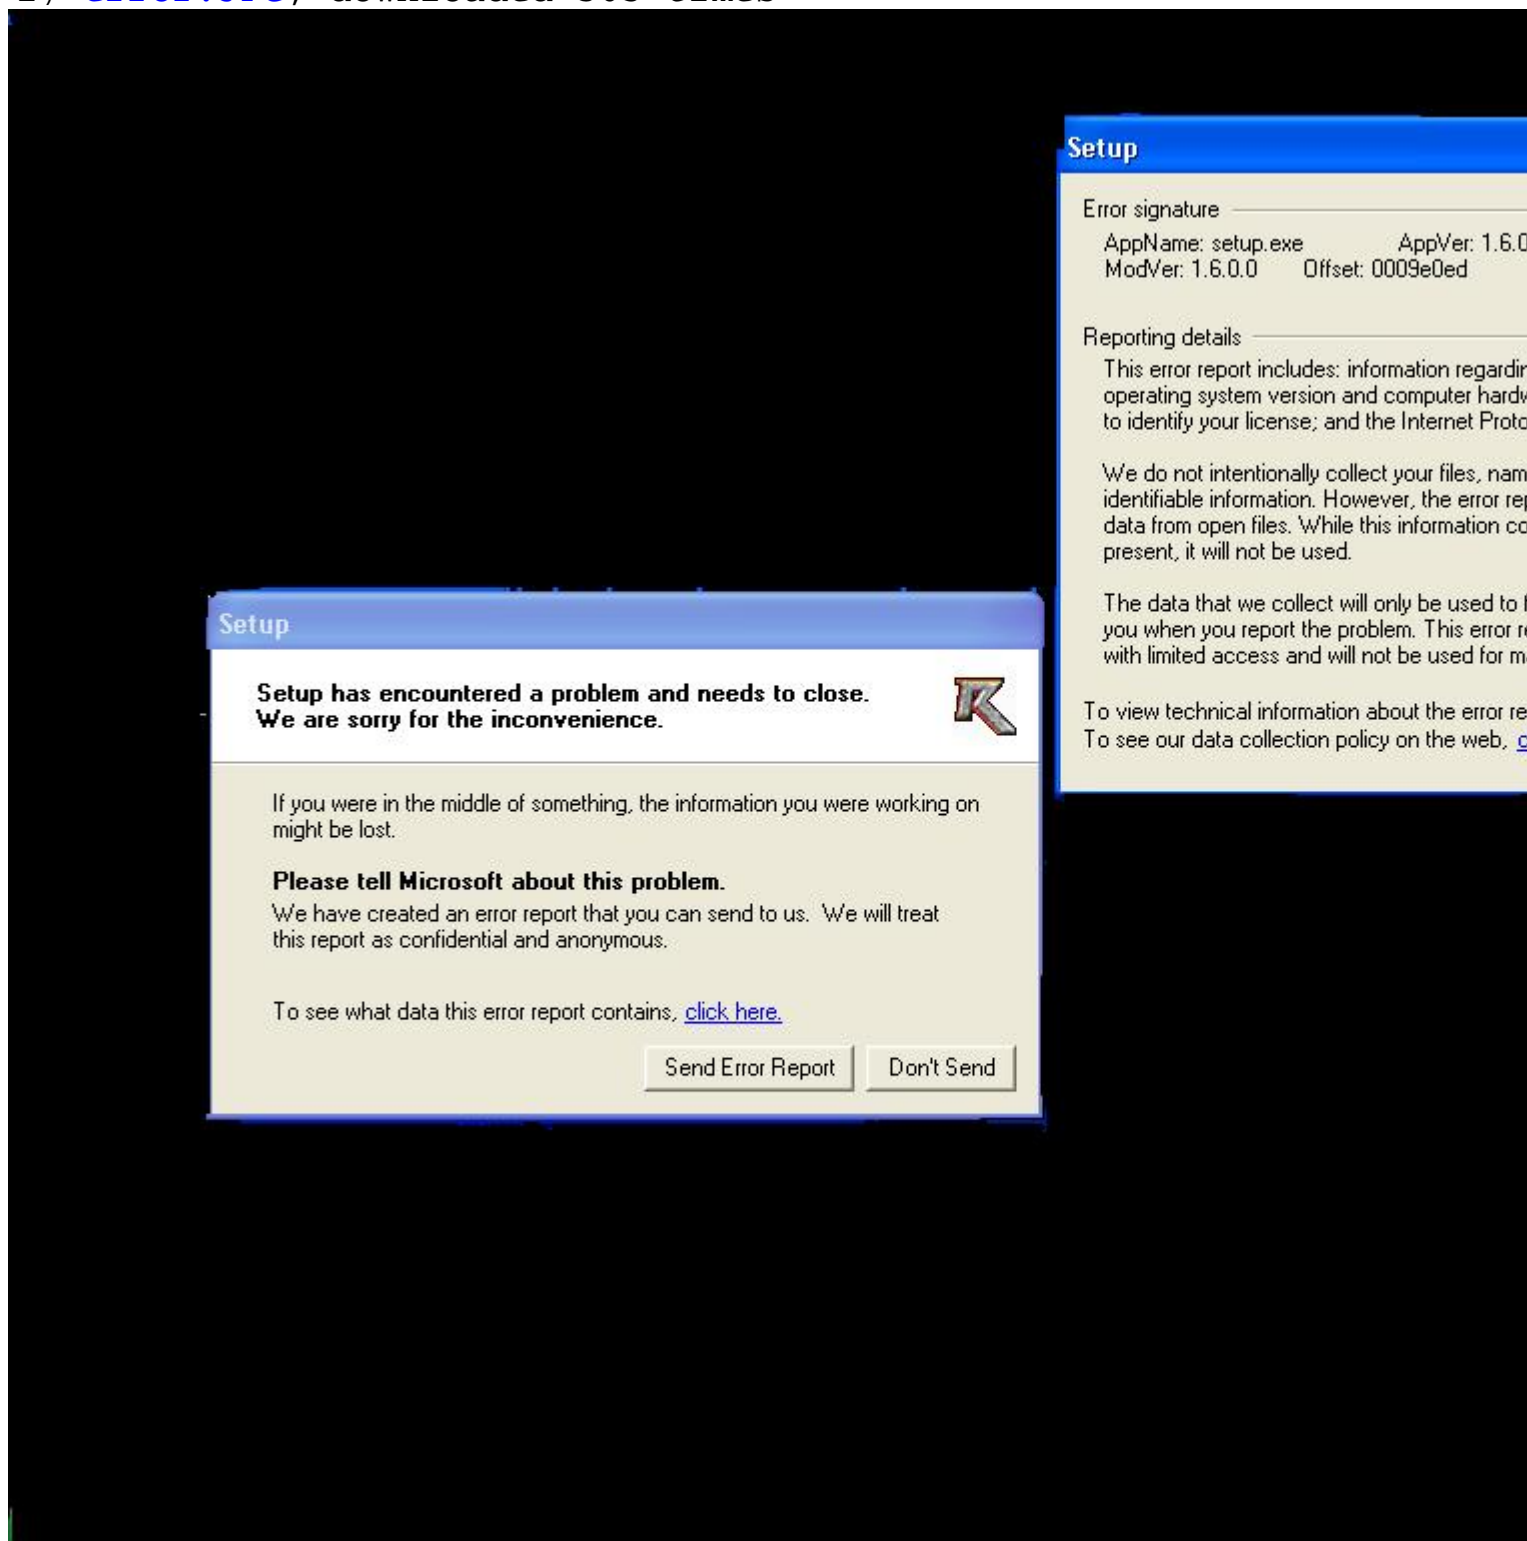 Setup
Error signature
AppName: setup.exe AppVer: 1.6.0
ModVer: 1.6.0.0 Offset: 0009e0ed
Reporting details
This error report includes: information
operating system version and computer
to identify your license; and the Internet
We do not intentionally collect your files,
identifiable information. However, the error
data from open files. While this information
present, it will not be used.
The data that we collect will only be used to
you when you report the problem. This error
with limited access and will not be used for
To view technical information about the error
To see our data collection policy on the web,
Setup
Setup has encountered a problem and needs to close.
We are sorry for the inconvenience.
If you were in the middle of something, the information you were working on
might be lost.
Please tell Microsoft about this problem.
We have created an error report that you can send to us. We will treat
this report as confidential and anonymous.
To see what data this error report contains, click here.
Send Error Report Don't Send